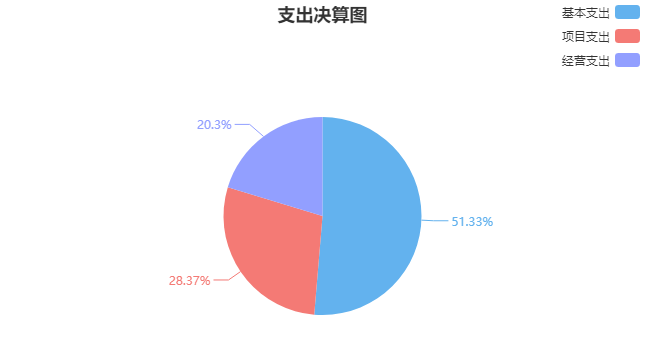 支出决算图
基本支出
项目支出
经营支出
20.3%
51.33%
28.37%